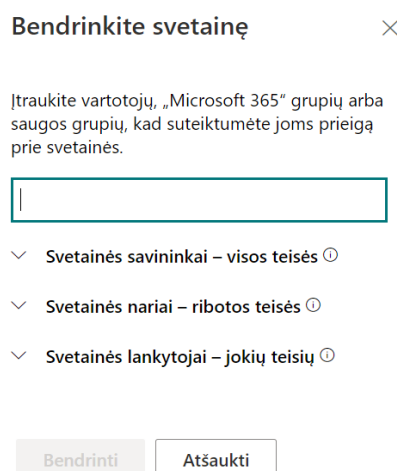 Bendrinkite svetainę
Įtraukite vartotojų, „Microsoft 365“ grupių arba
saugos grupių, kad suteiktumėte joms prieigą
prie svetainės.
Svetainės savininkai – visos teisės
Svetainės nariai – ribotos teisės
Svetainės lankytojai – jokių teisių
Bendrinti
Atšaukti